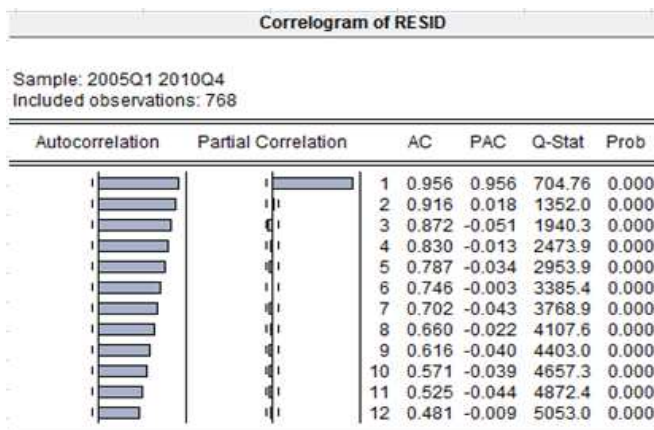 Correlogram of RESID
Sample: 2005Q1 2010Q4
Included observations: 768
Autocorrelation Partial Correlation AC PAC Q-Stat Prob
1 0.956 0.956 704.76 0.000
2 0.916 0.018 1352.0 0.000
3 0.872 -0.051 1940.3 0.000
4 0.830 -0.013 2473.9 0.000
5 0.787 -0.034 2953.9 0.000
6 0.746 -0.003 3385.4 0.000
7 0.702 -0.043 3768.9 0.000
8 0.660 -0.022 4107.6 0.000
9 0.616 -0.040 4403.0 0.000
10 0.571 -0.039 4657.3 0.000
11 0.525 -0.044 4872.4 0.000
12 0.481 -0.009 5053.0 0.000